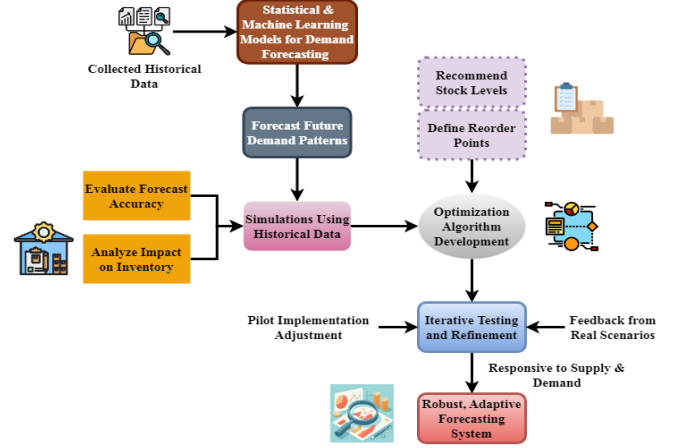 Statistical &
Machine Learning
Models for Demand
Forecasting
Collected Historical
Data
Recommend
Stock Levels
Forecast Future
Demand Patterns
Define Reorder
Points
Evaluate Forecast
Accuracy
Simulations Using
Historical Data
Optimization
Algorithm
Development
Analyze Impact
on Inventory
Pilot Implementation
Adjustment
Iterative Testing
and Refinement
Feedback from
Real Scenarios
Responsive to Supply &
Demand
Robust, Adaptive
Forecasting
System